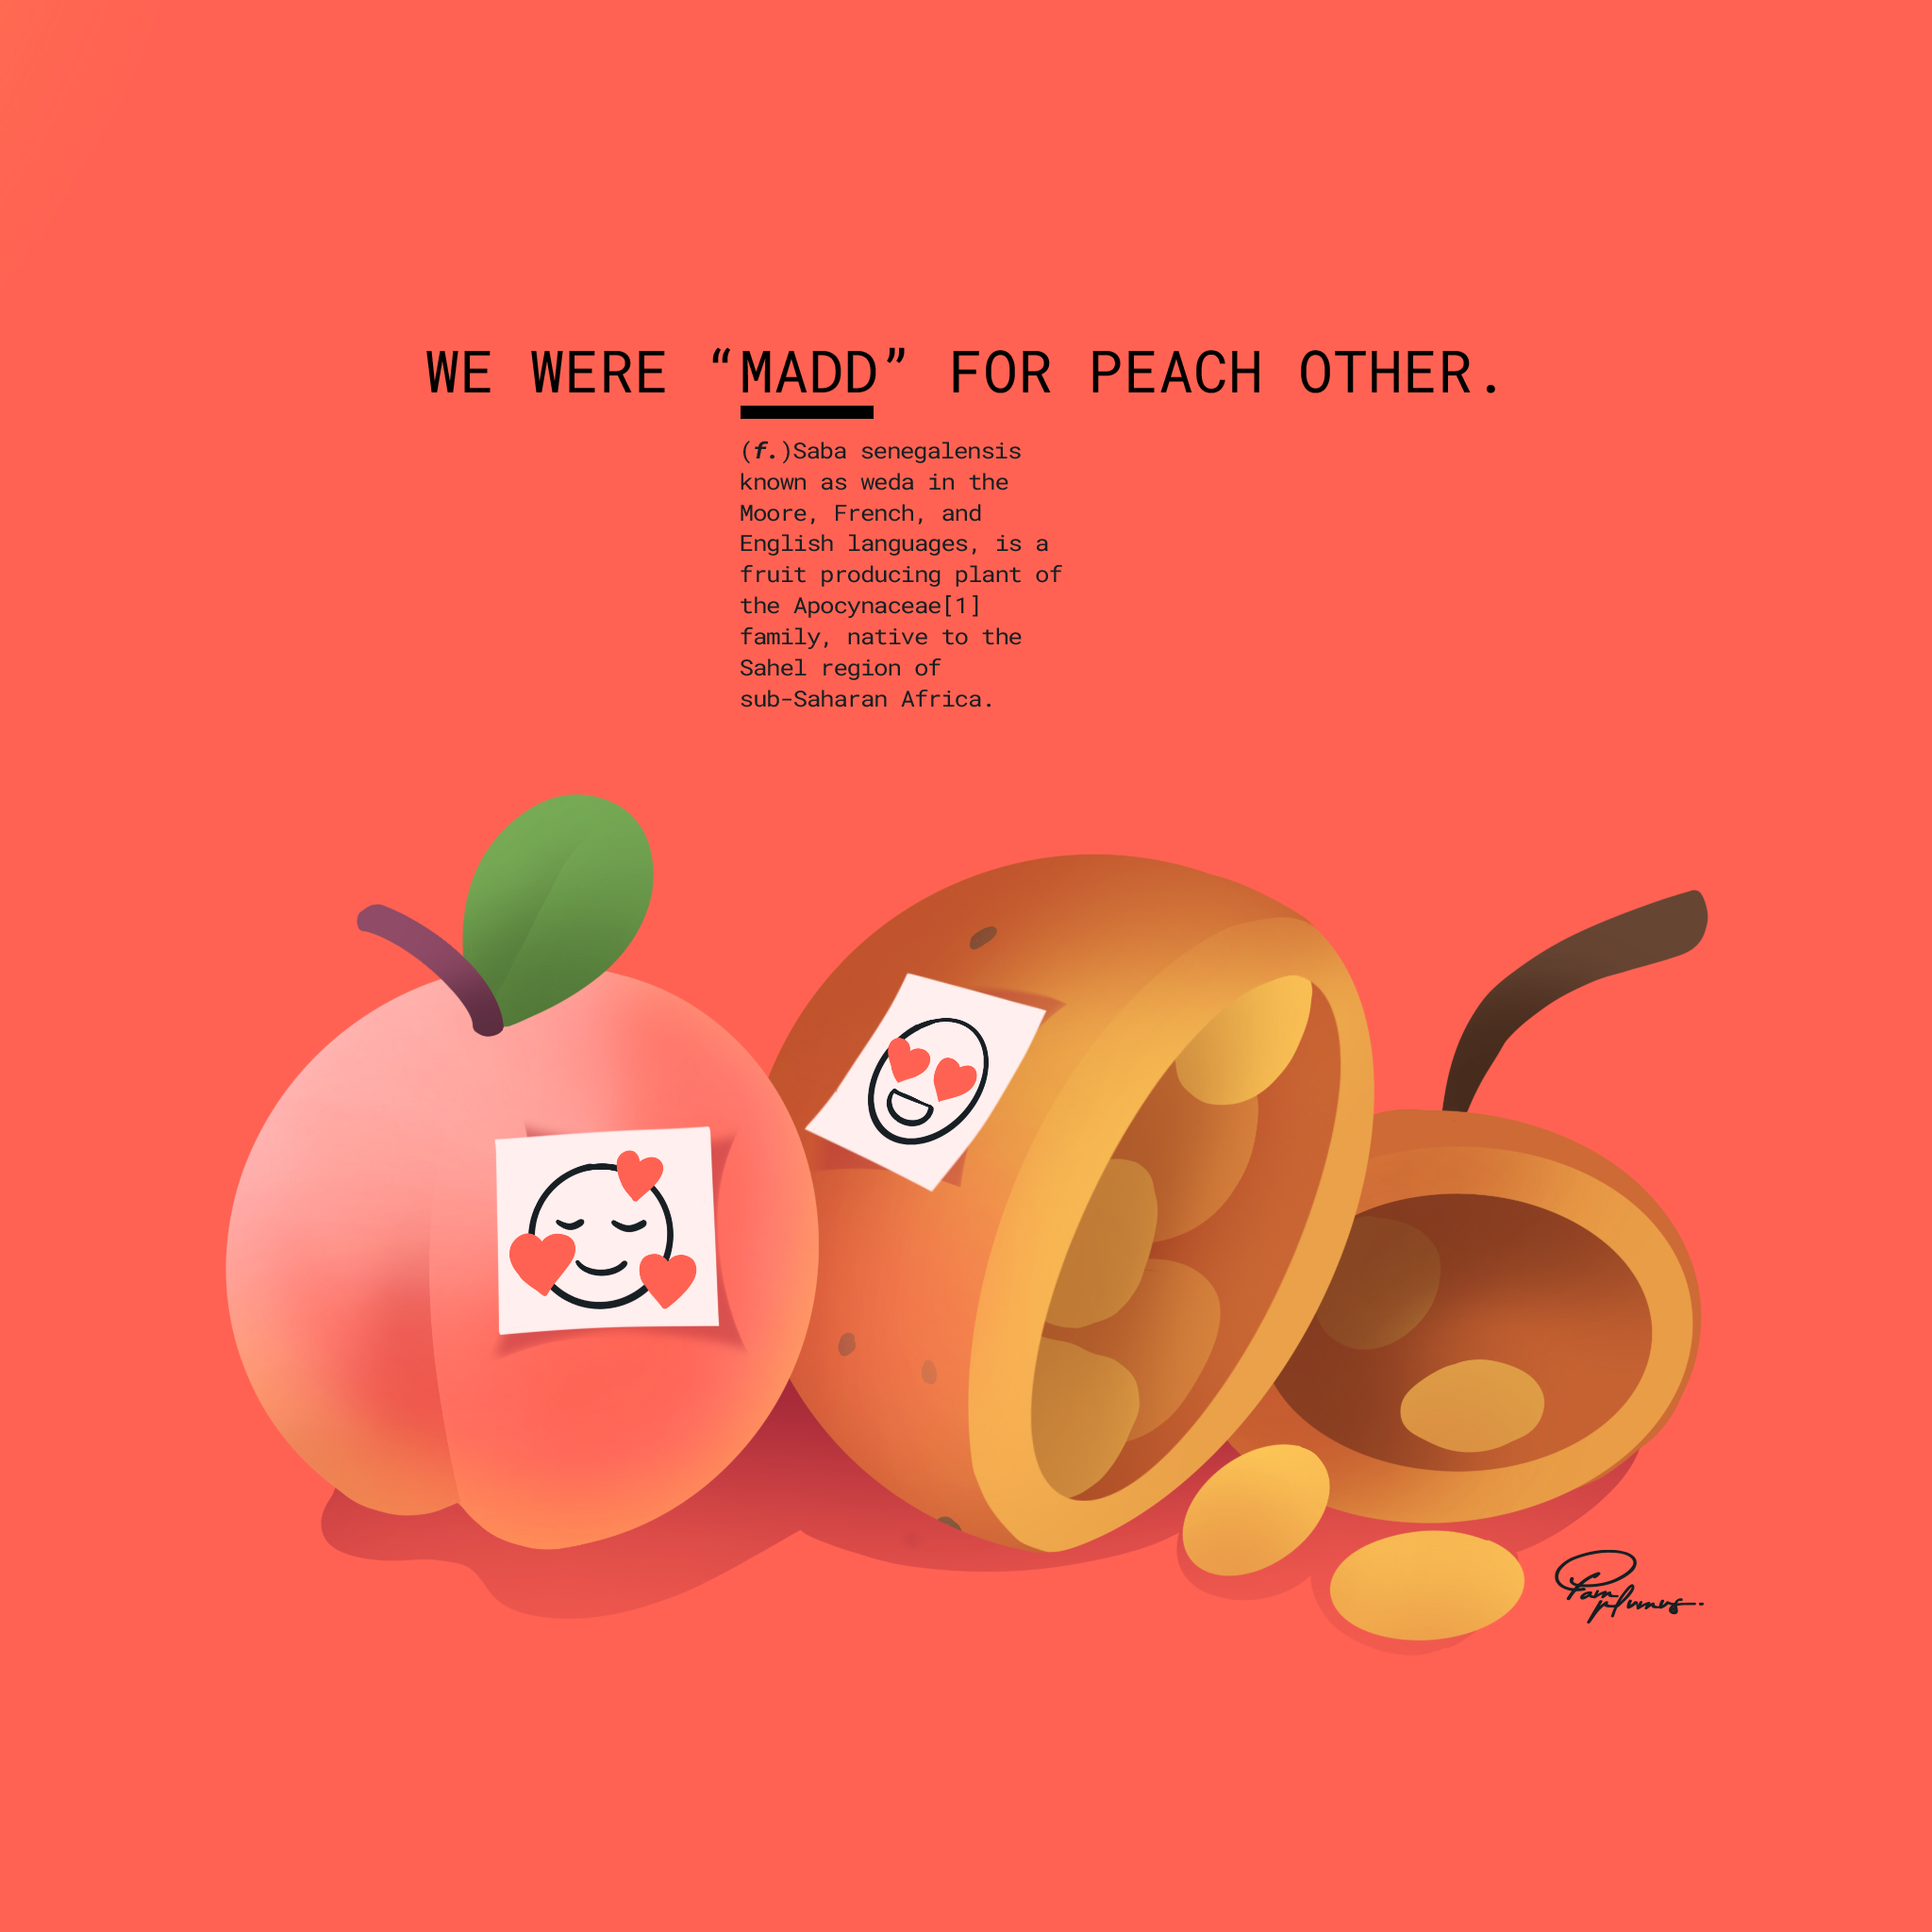 WE WERE “MADD” FOR PEACH OTHER.
(f.)Saba senegalensis
known as weda in the
Moore, French, and
English languages, is a
fruit producing plant of
the Apocynaceae[1]
family, native to the
Sahel region of
sub-Saharan Africa.